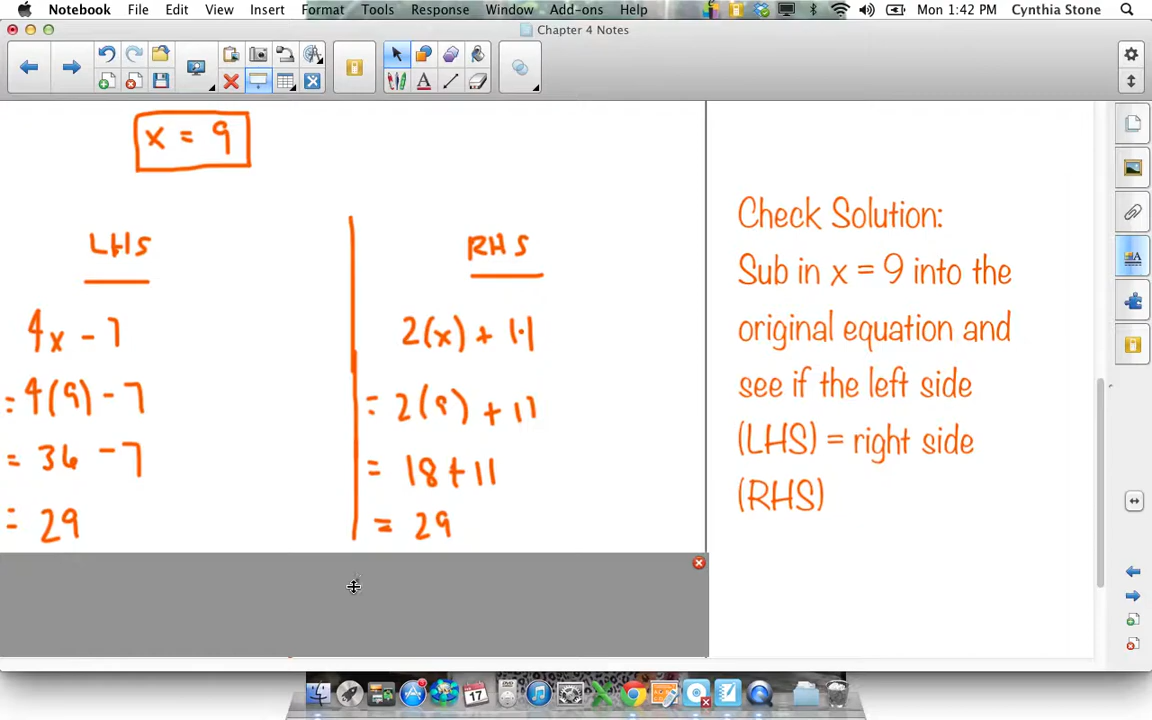 Notebook File Edit View Insert Format Tools Response Window Add-ons Help Mon 1:42 PM Cynthia Stone
Chapter 4 Notes
x = 9
LHS
4x - 7
= 4(9) - 7
= 36 - 7
= 29
RHS
2(x) + 11
= 2(9) + 11
= 18 + 11
= 29
Check Solution:
Sub in x = 9 into the
original equation and
see if the left side
(LHS) = right side
(RHS)
17